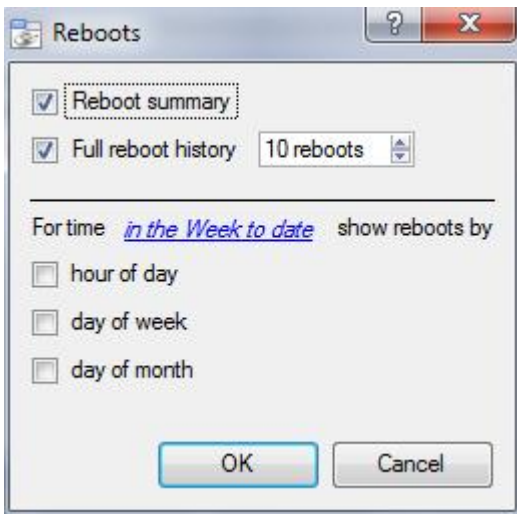 Reboots
Reboot summary
Full reboot history 10 reboots
For time in the Week to date show reboots by
hour of day
day of week
day of month
OK Cancel